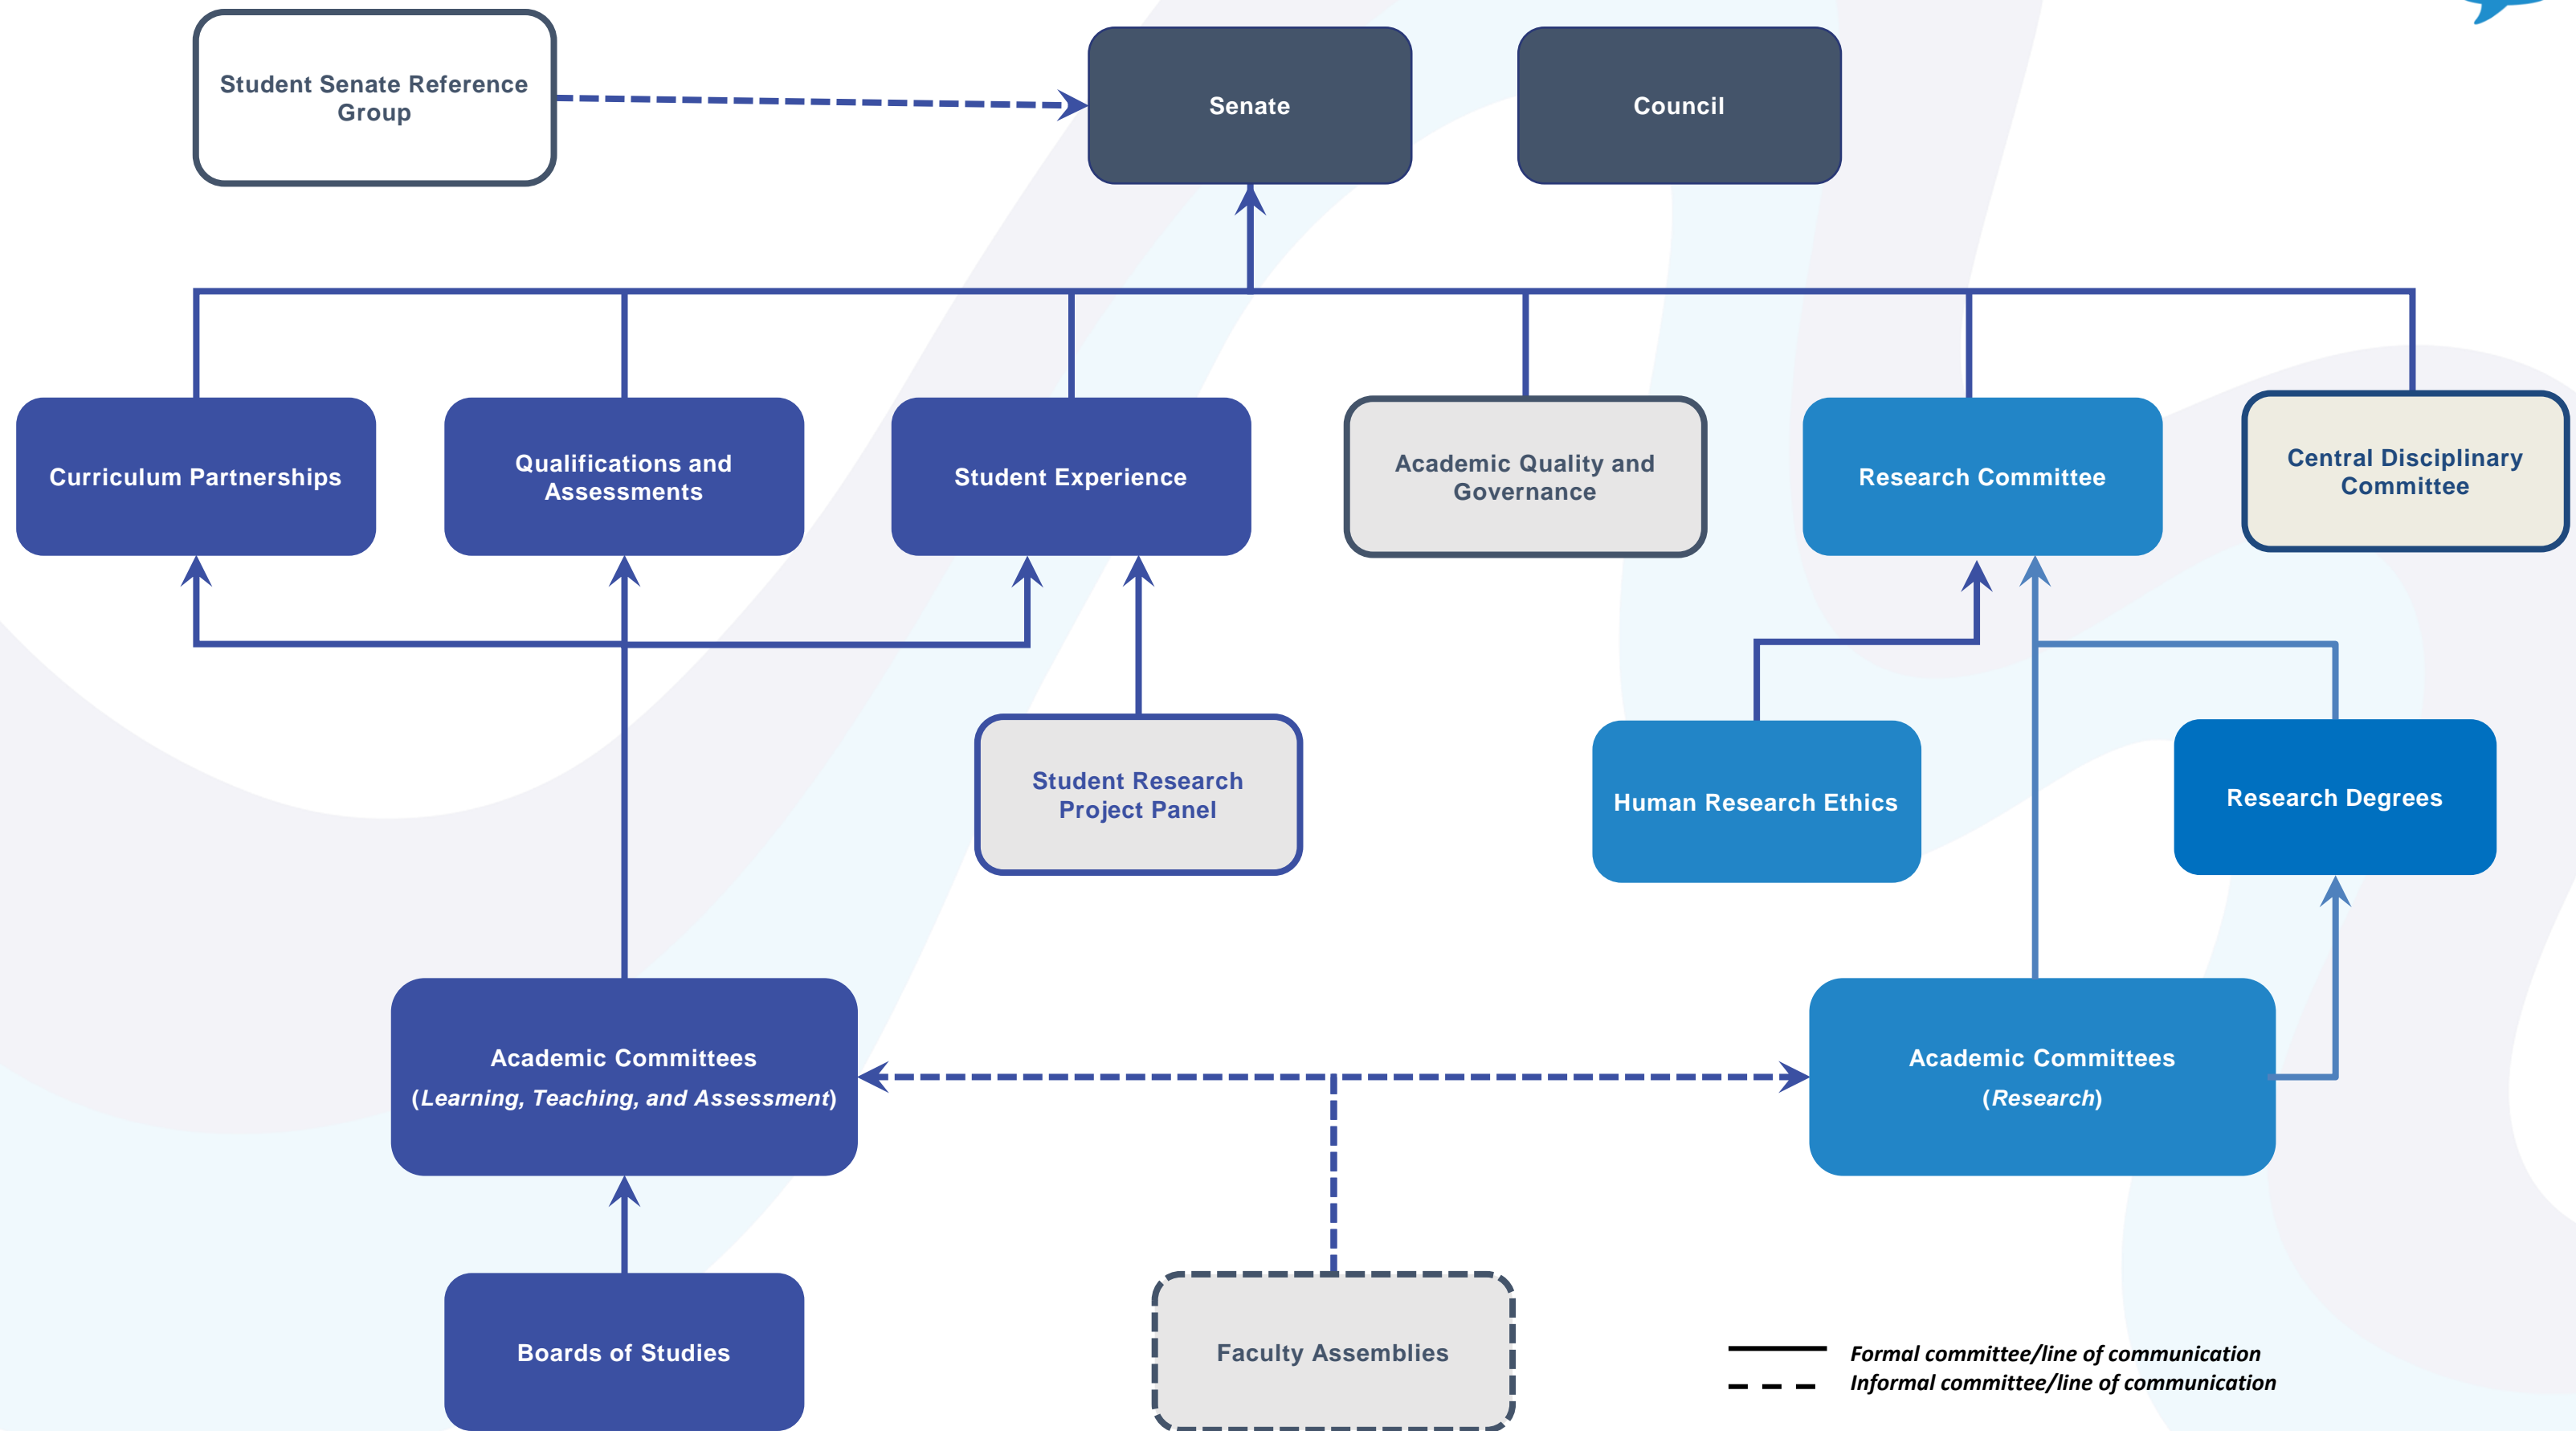 Student Senate Reference
Group
Senate
Council
Curriculum Partnerships
Qualifications and
Assessments
Student Experience
Academic Quality and
Governance
Research Committee
Central Disciplinary
Committee
Student Research
Project Panel
Human Research Ethics
Research Degrees
Academic Committees
(Learning, Teaching, and Assessment)
Academic Committees
(Research)
Boards of Studies
Faculty Assemblies
Formal committee/line of communication
Informal committee/line of communication